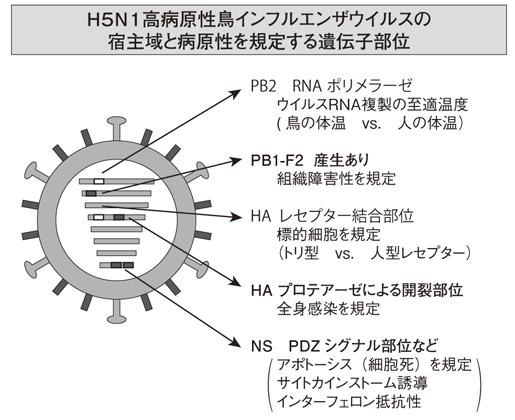 H5N1高病原性鳥インフルエンザウイルスの
宿主域と病原性を規定する遺伝子部位
PB2　RNA ポリメラーゼ
ウイルスRNA複製の至適温度
(鳥の体温　vs.　人の体温)
PB1-F2　産生あり
組織障害性を規定
HA レセプター結合部位
標的細胞を規定
(トリ型　vs.　人型レセプター)
HA プロテアーゼによる開裂部位
全身感染を規定
NS　PDZ シグナル部位など
アポトーシス（細胞死）を規定
サイトカインストーム誘導
インターフェロン抵抗性